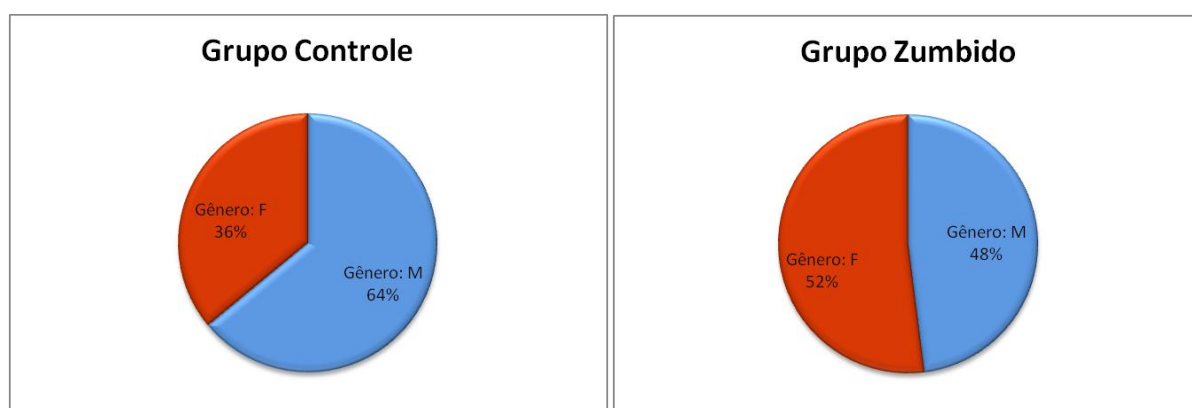 Grupo Controle
Gênero: F
36%
Gênero: M
64%
Grupo Zumbido
Gênero: M
48%
Gênero: F
52%